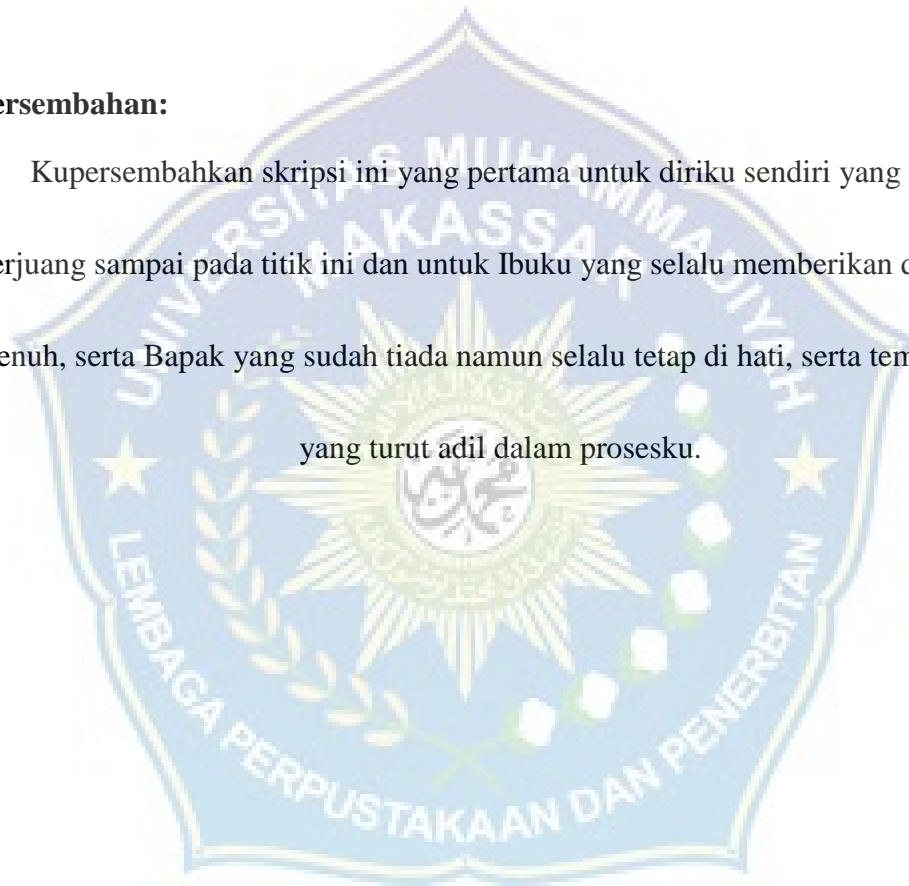 ersembahan:
Kupersembahkan skripsi ini yang pertama untuk diriku sendiri yang
erjuang sampai pada titik ini dan untuk Ibuku yang selalu memberikan d
enuh, serta Bapak yang sudah tiada namun selalu tetap di hati, serta tem
yang turut adil dalam prosesku.
UNIVERSITAS MUHAMMADIYAH
MAKASSAR
LEMBAGA PERPUSTAKAAN DAN PENERBITAN
محمد